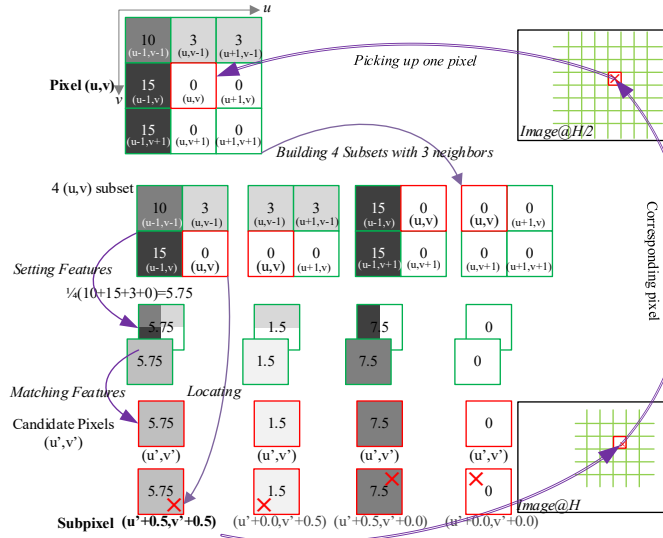 u
10 3 3
(u-1,v-1) (u,v-1) (u+1,v-1)
Pixel (u,v)
v
15 0 0
(u-1,v) (u,v) (u+1,v)
15 0 0
(u-1,v+1) (u,v+1) (u+1,v+1)
Picking up one pixel
Image@H/2
Building 4 Subsets with 3 neighbors
4 (u,v) subset
10 3 3 3 15 0 0 0
(u-1,v-1) (u,v-1) (u,v-1) (u+1,v-1) (u-1,v) (u,v) (u,v) (u+1,v)
15 0 0 0 15 0 0 0
(u-1,v) (u,v) (u,v) (u+1,v) (u-1,v+1) (u,v+1) (u,v+1) (u+1,v+1)
Setting Features
¼(10+15+3+0)=5.75
5.75 1.5 7.5 0
5.75 1.5 7.5 0
Matching Features
Locating
Candidate Pixels
(u’,v’)
5.75 1.5 7.5 0
(u’,v’) (u’,v’) (u’,v’) (u’,v’)
5.75 1.5 7.5 0
Subpixel (u’+0.5,v’+0.5) (u’+0.0,v’+0.5) (u’+0.5,v’+0.0) (u’+0.0,v’+0.0)
Corresponding pixel
Image@H